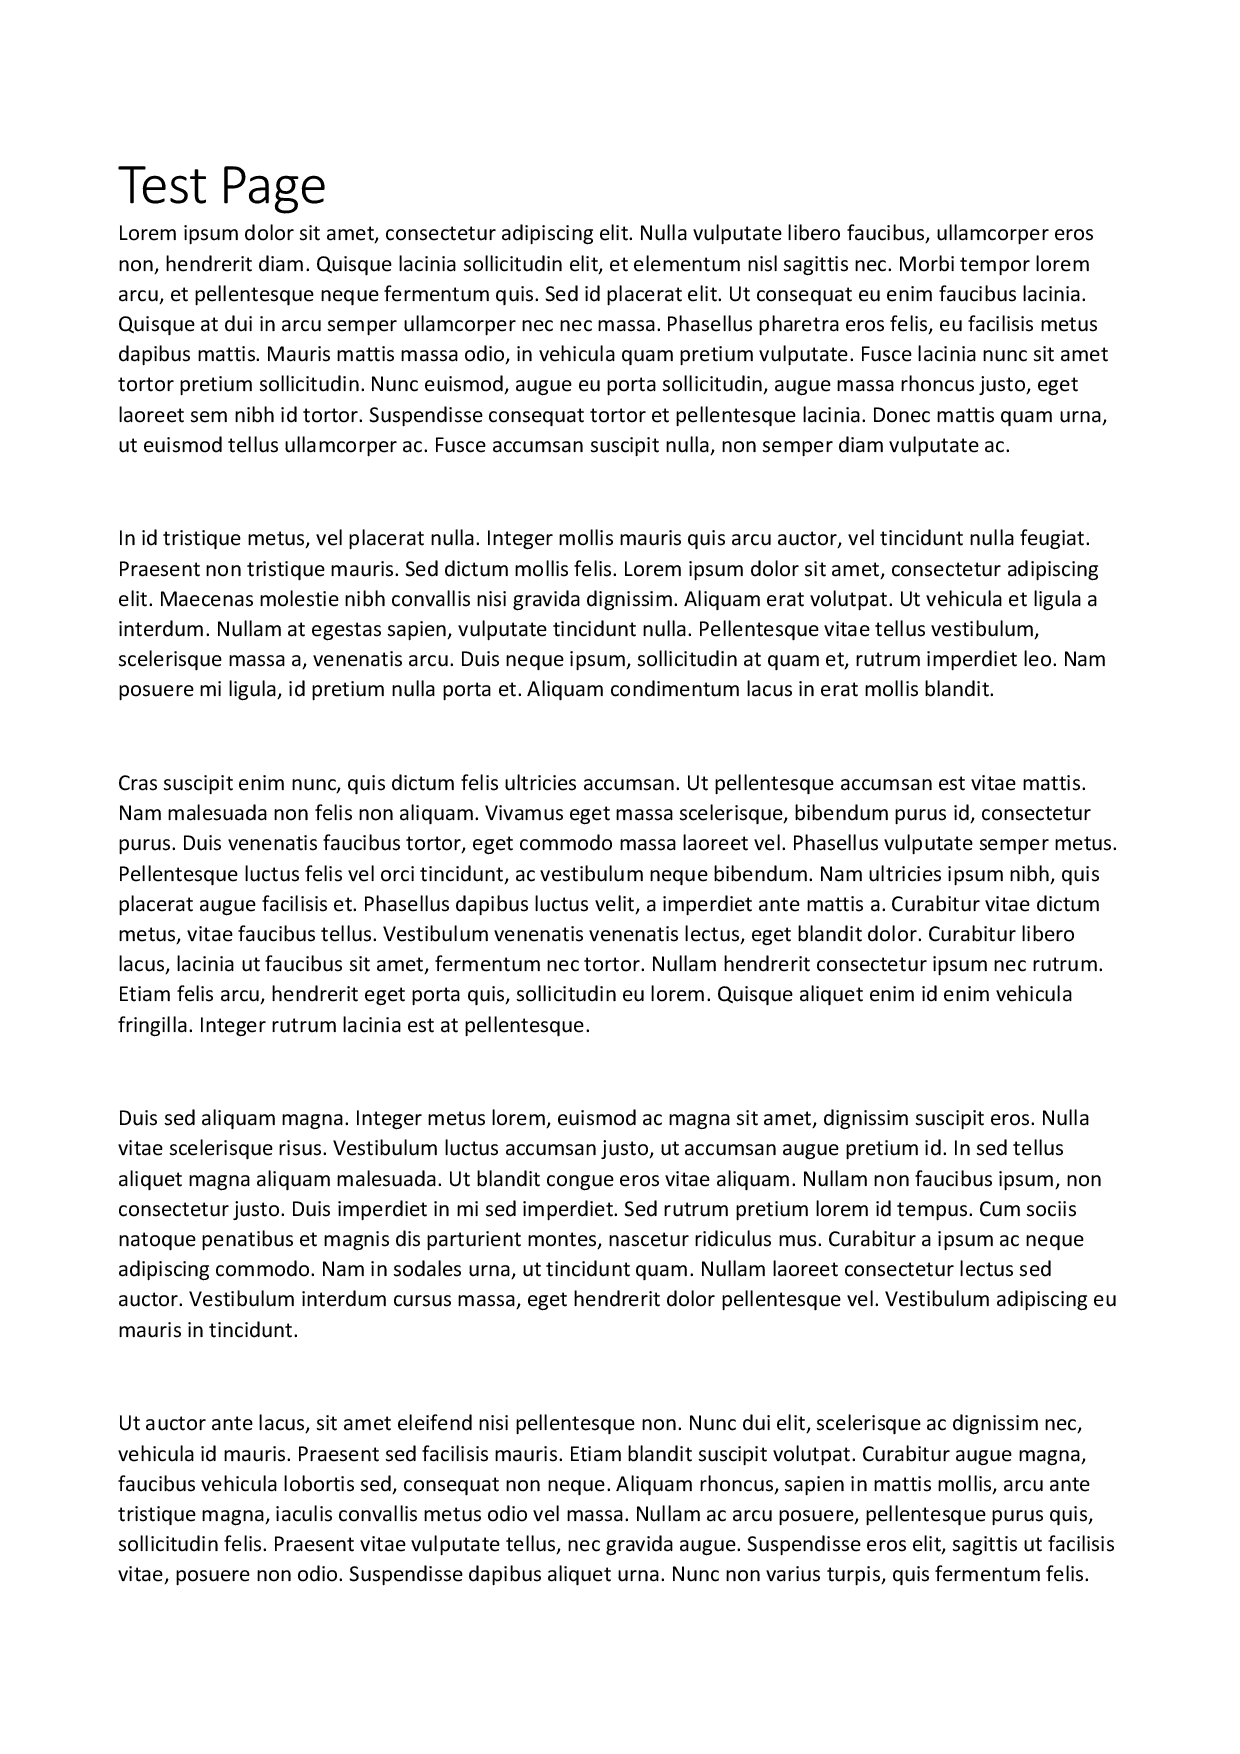 Test Page
Lorem ipsum dolor sit amet, consectetur adipiscing elit. Nulla vulputate libero faucibus, ullamcorper eros
non, hendrerit diam. Quisque lacinia sollicitudin elit, et elementum nisl sagittis nec. Morbi tempor lorem
arcu, et pellentesque neque fermentum quis. Sed id placerat elit. Ut consequat eu enim faucibus lacinia.
Quisque at dui in arcu semper ullamcorper nec nec massa. Phasellus pharetra eros felis, eu facilisis metus
dapibus mattis. Mauris mattis massa odio, in vehicula quam pretium vulputate. Fusce lacinia nunc sit amet
tortor pretium sollicitudin. Nunc euismod, augue eu porta sollicitudin, augue massa rhoncus justo, eget
laoreet sem nibh id tortor. Suspendisse consequat tortor et pellentesque lacinia. Donec mattis quam urna,
ut euismod tellus ullamcorper ac. Fusce accumsan suscipit nulla, non semper diam vulputate ac.
In id tristique metus, vel placerat nulla. Integer mollis mauris quis arcu auctor, vel tincidunt nulla feugiat.
Praesent non tristique mauris. Sed dictum mollis felis. Lorem ipsum dolor sit amet, consectetur adipiscing
elit. Maecenas molestie nibh convallis nisi gravida dignissim. Aliquam erat volutpat. Ut vehicula et ligula a
interdum. Nullam at egestas sapien, vulputate tincidunt nulla. Pellentesque vitae tellus vestibulum,
scelerisque massa a, venenatis arcu. Duis neque ipsum, sollicitudin at quam et, rutrum imperdiet leo. Nam
posuere mi ligula, id pretium nulla porta et. Aliquam condimentum lacus in erat mollis blandit.
Cras suscipit enim nunc, quis dictum felis ultricies accumsan. Ut pellentesque accumsan est vitae mattis.
Nam malesuada non felis non aliquam. Vivamus eget massa scelerisque, bibendum purus id, consectetur
purus. Duis venenatis faucibus tortor, eget commodo massa laoreet vel. Phasellus vulputate semper metus.
Pellentesque luctus felis vel orci tincidunt, ac vestibulum neque bibendum. Nam ultricies ipsum nibh, quis
placerat augue facilisis et. Phasellus dapibus luctus velit, a imperdiet ante mattis a. Curabitur vitae dictum
metus, vitae faucibus tellus. Vestibulum venenatis venenatis lectus, eget blandit dolor. Curabitur libero
lacus, lacinia ut faucibus sit amet, fermentum nec tortor. Nullam hendrerit consectetur ipsum nec rutrum.
Etiam felis arcu, hendrerit eget porta quis, sollicitudin eu lorem. Quisque aliquet enim id enim vehicula
fringilla. Integer rutrum lacinia est at pellentesque.
Duis sed aliquam magna. Integer metus lorem, euismod ac magna sit amet, dignissim suscipit eros. Nulla
vitae scelerisque risus. Vestibulum luctus accumsan justo, ut accumsan augue pretium id. In sed tellus
aliquet magna aliquam malesuada. Ut blandit congue eros vitae aliquam. Nullam non faucibus ipsum, non
consectetur justo. Duis imperdiet in mi sed imperdiet. Sed rutrum pretium lorem id tempus. Cum sociis
natoque penatibus et magnis dis parturient montes, nascetur ridiculus mus. Curabitur a ipsum ac neque
adipiscing commodo. Nam in sodales urna, ut tincidunt quam. Nullam laoreet consectetur lectus sed
auctor. Vestibulum interdum cursus massa, eget hendrerit dolor pellentesque vel. Vestibulum adipiscing eu
mauris in tincidunt.
Ut auctor ante lacus, sit amet eleifend nisi pellentesque non. Nunc dui elit, scelerisque ac dignissim nec,
vehicula id mauris. Praesent sed facilisis mauris. Etiam blandit suscipit volutpat. Curabitur augue magna,
faucibus vehicula lobortis sed, consequat non neque. Aliquam rhoncus, sapien in mattis mollis, arcu ante
tristique magna, iaculis convallis metus odio vel massa. Nullam ac arcu posuere, pellentesque purus quis,
sollicitudin felis. Praesent vitae vulputate tellus, nec gravida augue. Suspendisse eros elit, sagittis ut facilisis
vitae, posuere non odio. Suspendisse dapibus aliquet urna. Nunc non varius turpis, quis fermentum felis.